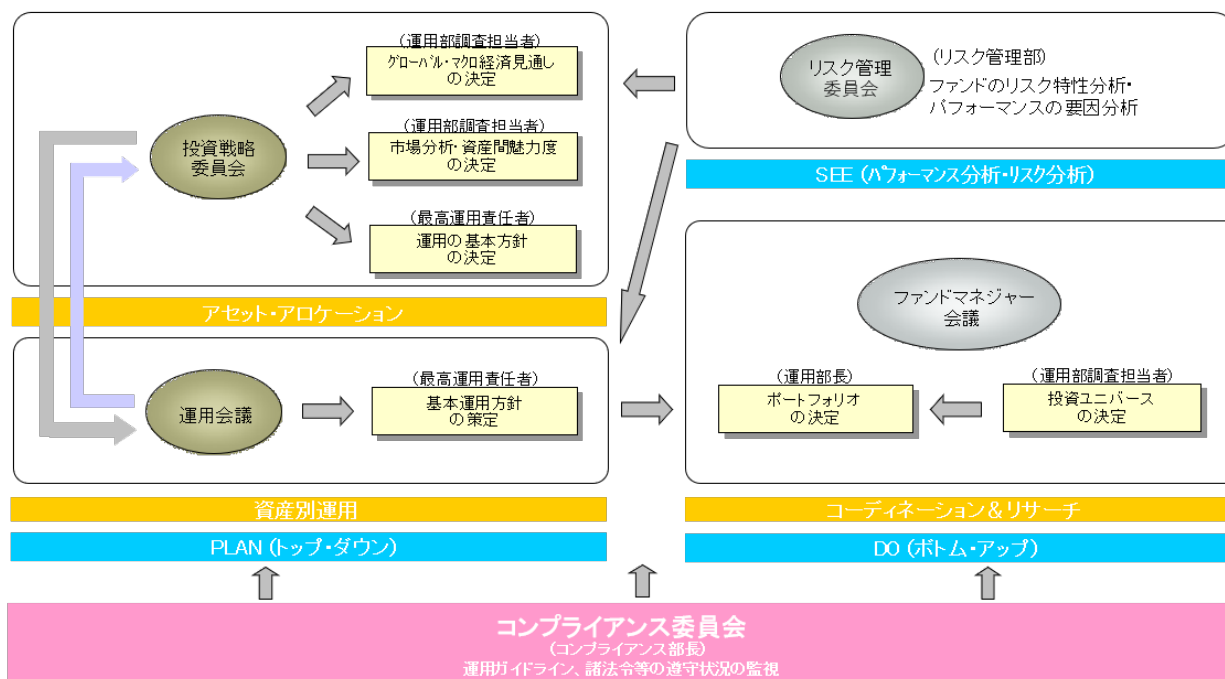 (運用部調査担当者)
グローバル・マクロ経済見通し
の決定
(運用部調査担当者)
市場分析・資産間魅力度
の決定
投資戦略
委員会
(最高運用責任者)
運用の基本方針
の決定
アセット・アロケーション
リスク管理
委員会
(リスク管理部)
ファンドのリスク特性分析・
パフォーマンスの要因分析
SEE (パフォーマンス分析・リスク分析)
運用会議
(最高運用責任者)
基本運用方針
の策定
資産別運用
PLAN (トップ・ダウン)
ファンドマネジャー
会議
(運用部長)
ポートフォリオ
の決定
(運用部調査担当者)
投資ユニバース
の決定
コーディネーション&リサーチ
DO (ボトム・アップ)
コンプライアンス委員会
(コンプライアンス部長)
運用ガイドライン、諸法令等の遵守状況の監視